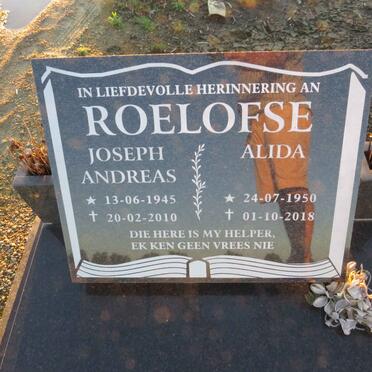 IN LIEFDEVOLLE HERINNERING AN
ROELOFSE
JOSEPH ANDREAS
★ 13-06-1945
✝ 20-02-2010
ALIDA
★ 24-07-1950
✝ 01-10-2018
DIE HERE IS MY HELPER,
EK KEN GEEN VREES NIE